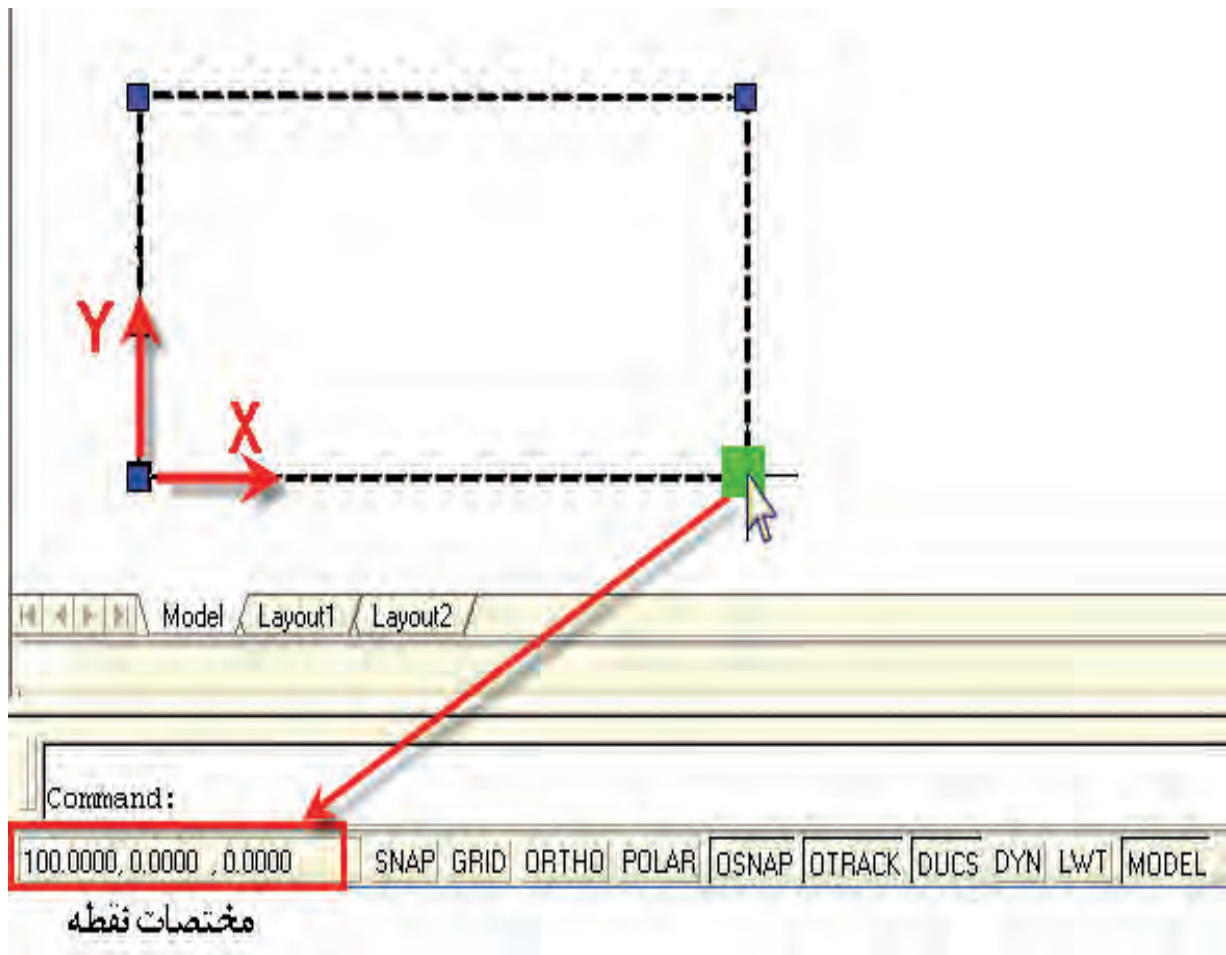 Y
X
Model Layout1 Layout2
Command:
100.0000, 0.0000 , 0.0000 SNAP GRID ORTHO POLAR OSNAP OTRACK DUCS DYN LWT MODEL
مختصات نقطه